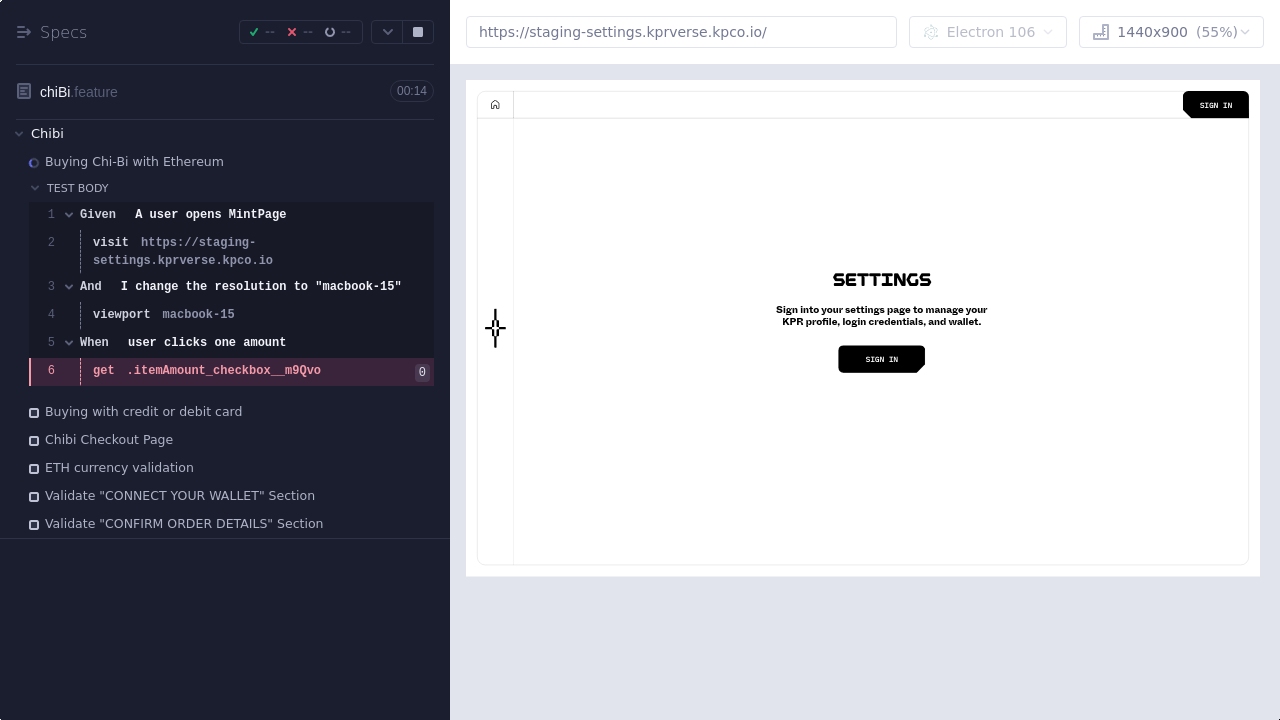 Specs
--
--
--
chiBi.feature
00:14
Chibi
Buying Chi-Bi with Ethereum
TEST BODY
1 Given A user opens MintPage
2 visit https://staging-
settings.kprverse.kpco.io
3 And I change the resolution to "macbook-15"
4 viewport macbook-15
5 When user clicks one amount
6 get .itemAmount_checkbox__m9Qvo 0
Buying with credit or debit card
Chibi Checkout Page
ETH currency validation
Validate "CONNECT YOUR WALLET" Section
Validate "CONFIRM ORDER DETAILS" Section
https://staging-settings.kprverse.kpco.io/
Electron 106
1440x900 (55%)
SIGN IN
SETTINGS
Sign into your settings page to manage your
KPR profile, login credentials, and wallet.
SIGN IN